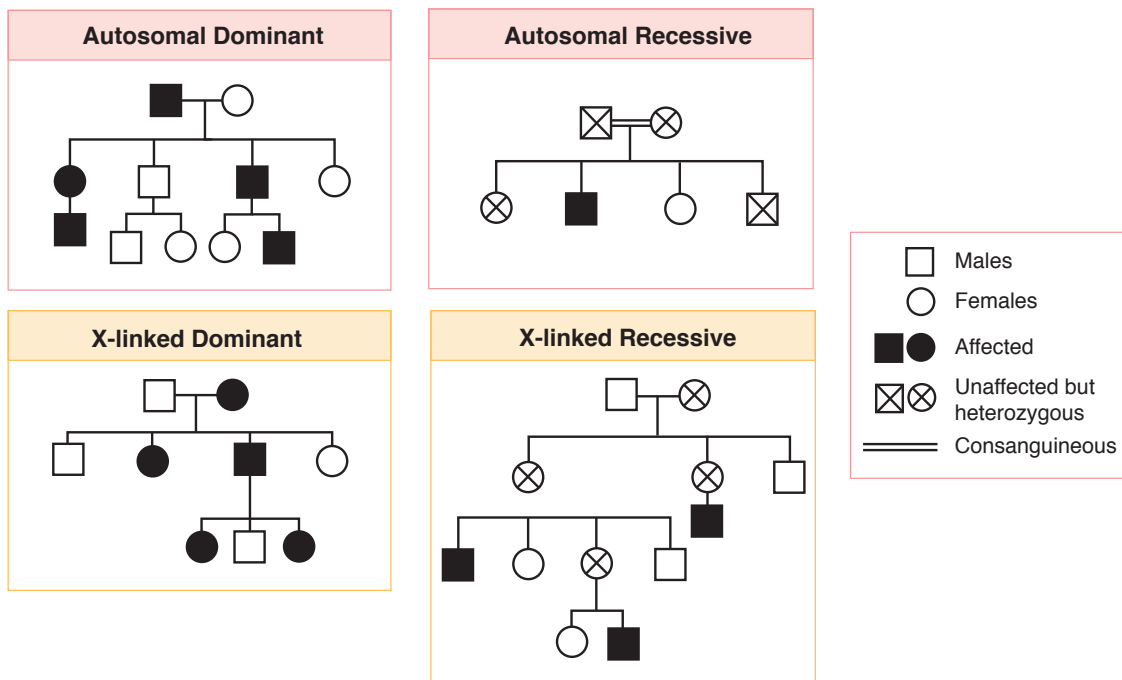 Autosomal Dominant
Autosomal Recessive
X-linked Dominant
X-linked Recessive
Males
Females
Affected
Unaffected but
heterozygous
Consanguineous